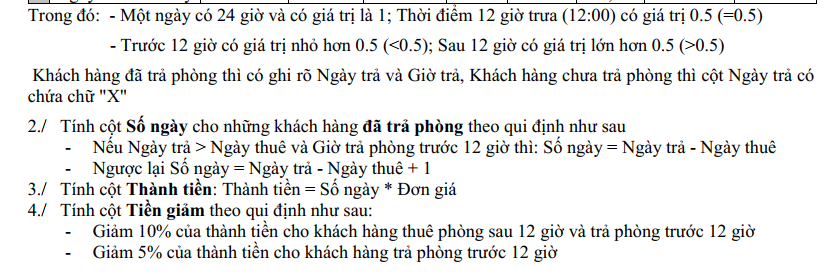 Trong đó:  - Một ngày có 24 giờ và có giá trị là 1; Thời điểm 12 giờ trưa (12:00) có giá trị 0.5 (=0.5)
- Trước 12 giờ có giá trị nhỏ hơn 0.5 (<0.5); Sau 12 giờ có giá trị lớn hơn 0.5 (>0.5)
Khách hàng đã trả phòng thì có ghi rõ Ngày trả và Giờ trả, Khách hàng chưa trả phòng thì cột Ngày trả có
chứa chữ "X"
2./ Tính cột Số ngày cho những khách hàng đã trả phòng theo qui định như sau
- Nếu Ngày trả > Ngày thuê và Giờ trả phòng trước 12 giờ thì: Số ngày = Ngày trả - Ngày thuê
- Ngược lại Số ngày = Ngày trả - Ngày thuê + 1
3./ Tính cột Thành tiền: Thành tiền = Số ngày * Đơn giá
4./ Tính cột Tiền giảm theo qui định như sau:
- Giảm 10% của thành tiền cho khách hàng thuê phòng sau 12 giờ và trả phòng trước 12 giờ
- Giảm 5% của thành tiền cho khách hàng trả phòng trước 12 giờ